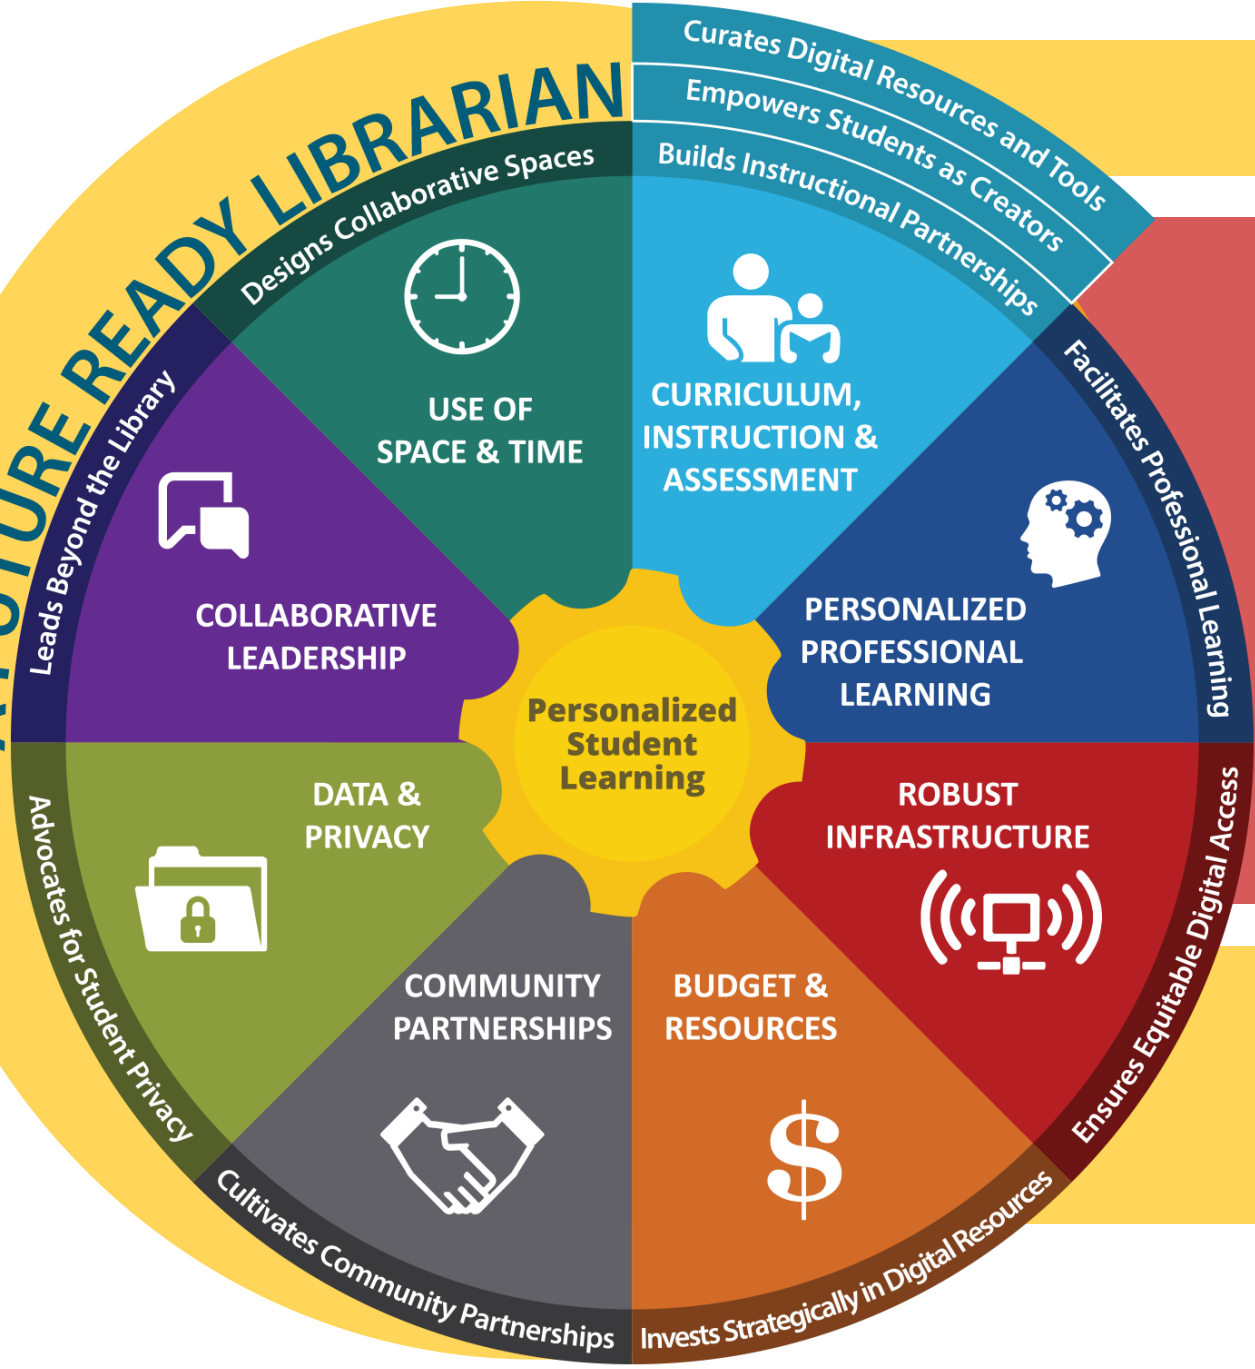 FUTURE READY LIBRARIAN
Curates Digital Resources and Tools
Empowers Students as Creators
Builds Instructional Partnerships
CURRICULUM,
INSTRUCTION &
ASSESSMENT
Facilitates Professional Learning
PERSONALIZED
PROFESSIONAL
LEARNING
Ensures Equitable Digital Access
ROBUST
INFRASTRUCTURE
Invests Strategically in Digital Resources
BUDGET &
RESOURCES
Cultivates Community Partnerships
COMMUNITY
PARTNERSHIPS
Advocates for Student Privacy
DATA &
PRIVACY
Leads Beyond the Library
COLLABORATIVE
LEADERSHIP
Designs Collaborative Spaces
USE OF
SPACE & TIME
Personalized
Student
Learning